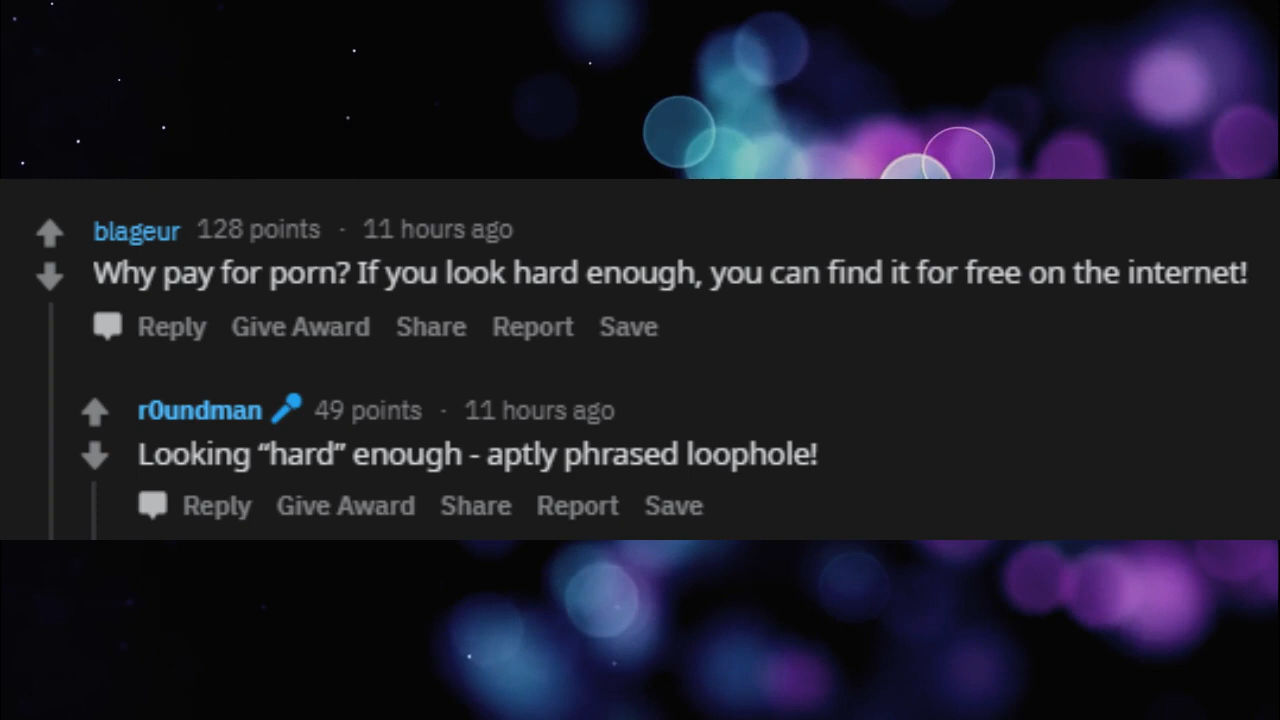 blageur 128 points · 11 hours ago
Why pay for porn? If you look hard enough, you can find it for free on the internet!
Reply Give Award Share Report Save
r0undman 49 points · 11 hours ago
Looking “hard” enough - aptly phrased loophole!
Reply Give Award Share Report Save